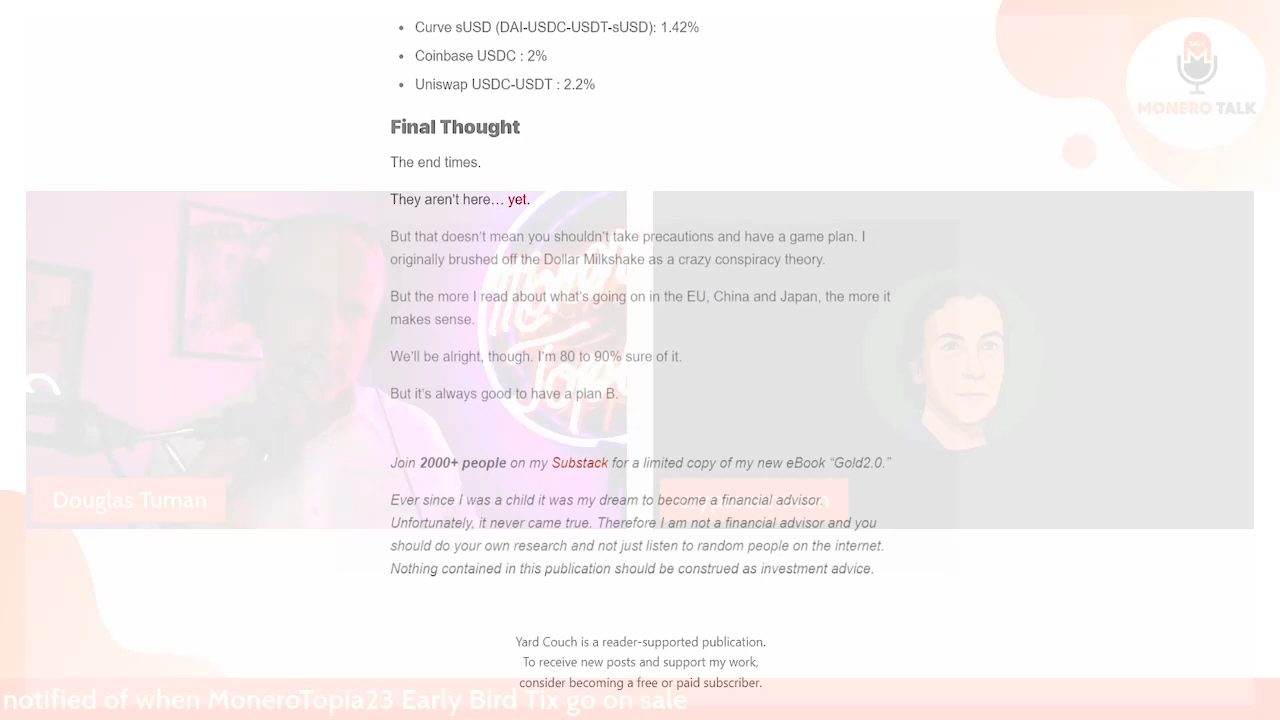 • Curve sUSD (DAI-USDC-USDT-sUSD): 1.42%
• Coinbase USDC : 2%
• Uniswap USDC-USDT : 2.2%
TALK
M
MONERO TALK
Final Thought
The end times.
They aren't here… yet.
But that doesn't mean you shouldn't take precautions and have a game plan. I
originally brushed off the Dollar Milkshake as a crazy conspiracy theory.
But the more I read about what's going on in the EU, China and Japan, the more it
makes sense.
We'll be alright, though. I'm 80 to 90% sure of it.
But it's always good to have a plan B.
Join 2000+ people on my Substack for a limited copy of my new eBook “Gold2.0.”
Douglas Tuman
Ever since I was a child it was my dream to become a financial advisor.
Unfortunately, it never came true. Therefore I am not a financial advisor and you
should do your own research and not just listen to random people on the internet.
Nothing contained in this publication should be construed as investment advice.
Yard Couch is a reader-supported publication.
To receive new posts and support my work,
consider becoming a free or paid subscriber.
notified of when MoneroTopia23 Early Bird Tix go on sale